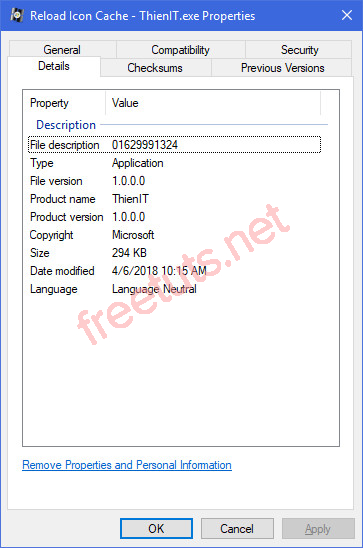 Reload Icon Cache - ThienIT.exe Properties
General Compatibility Security
Details Checksums Previous Versions
Property Value
Description
File description 01629991324
Type Application
File version 1.0.0.0
Product name ThienIT
Product version 1.0.0.0
Copyright Microsoft
Size 294 KB
Date modified 4/6/2018 10:15 AM
Language Language Neutral
freetuts.net
Remove Properties and Personal Information
OK Cancel Apply